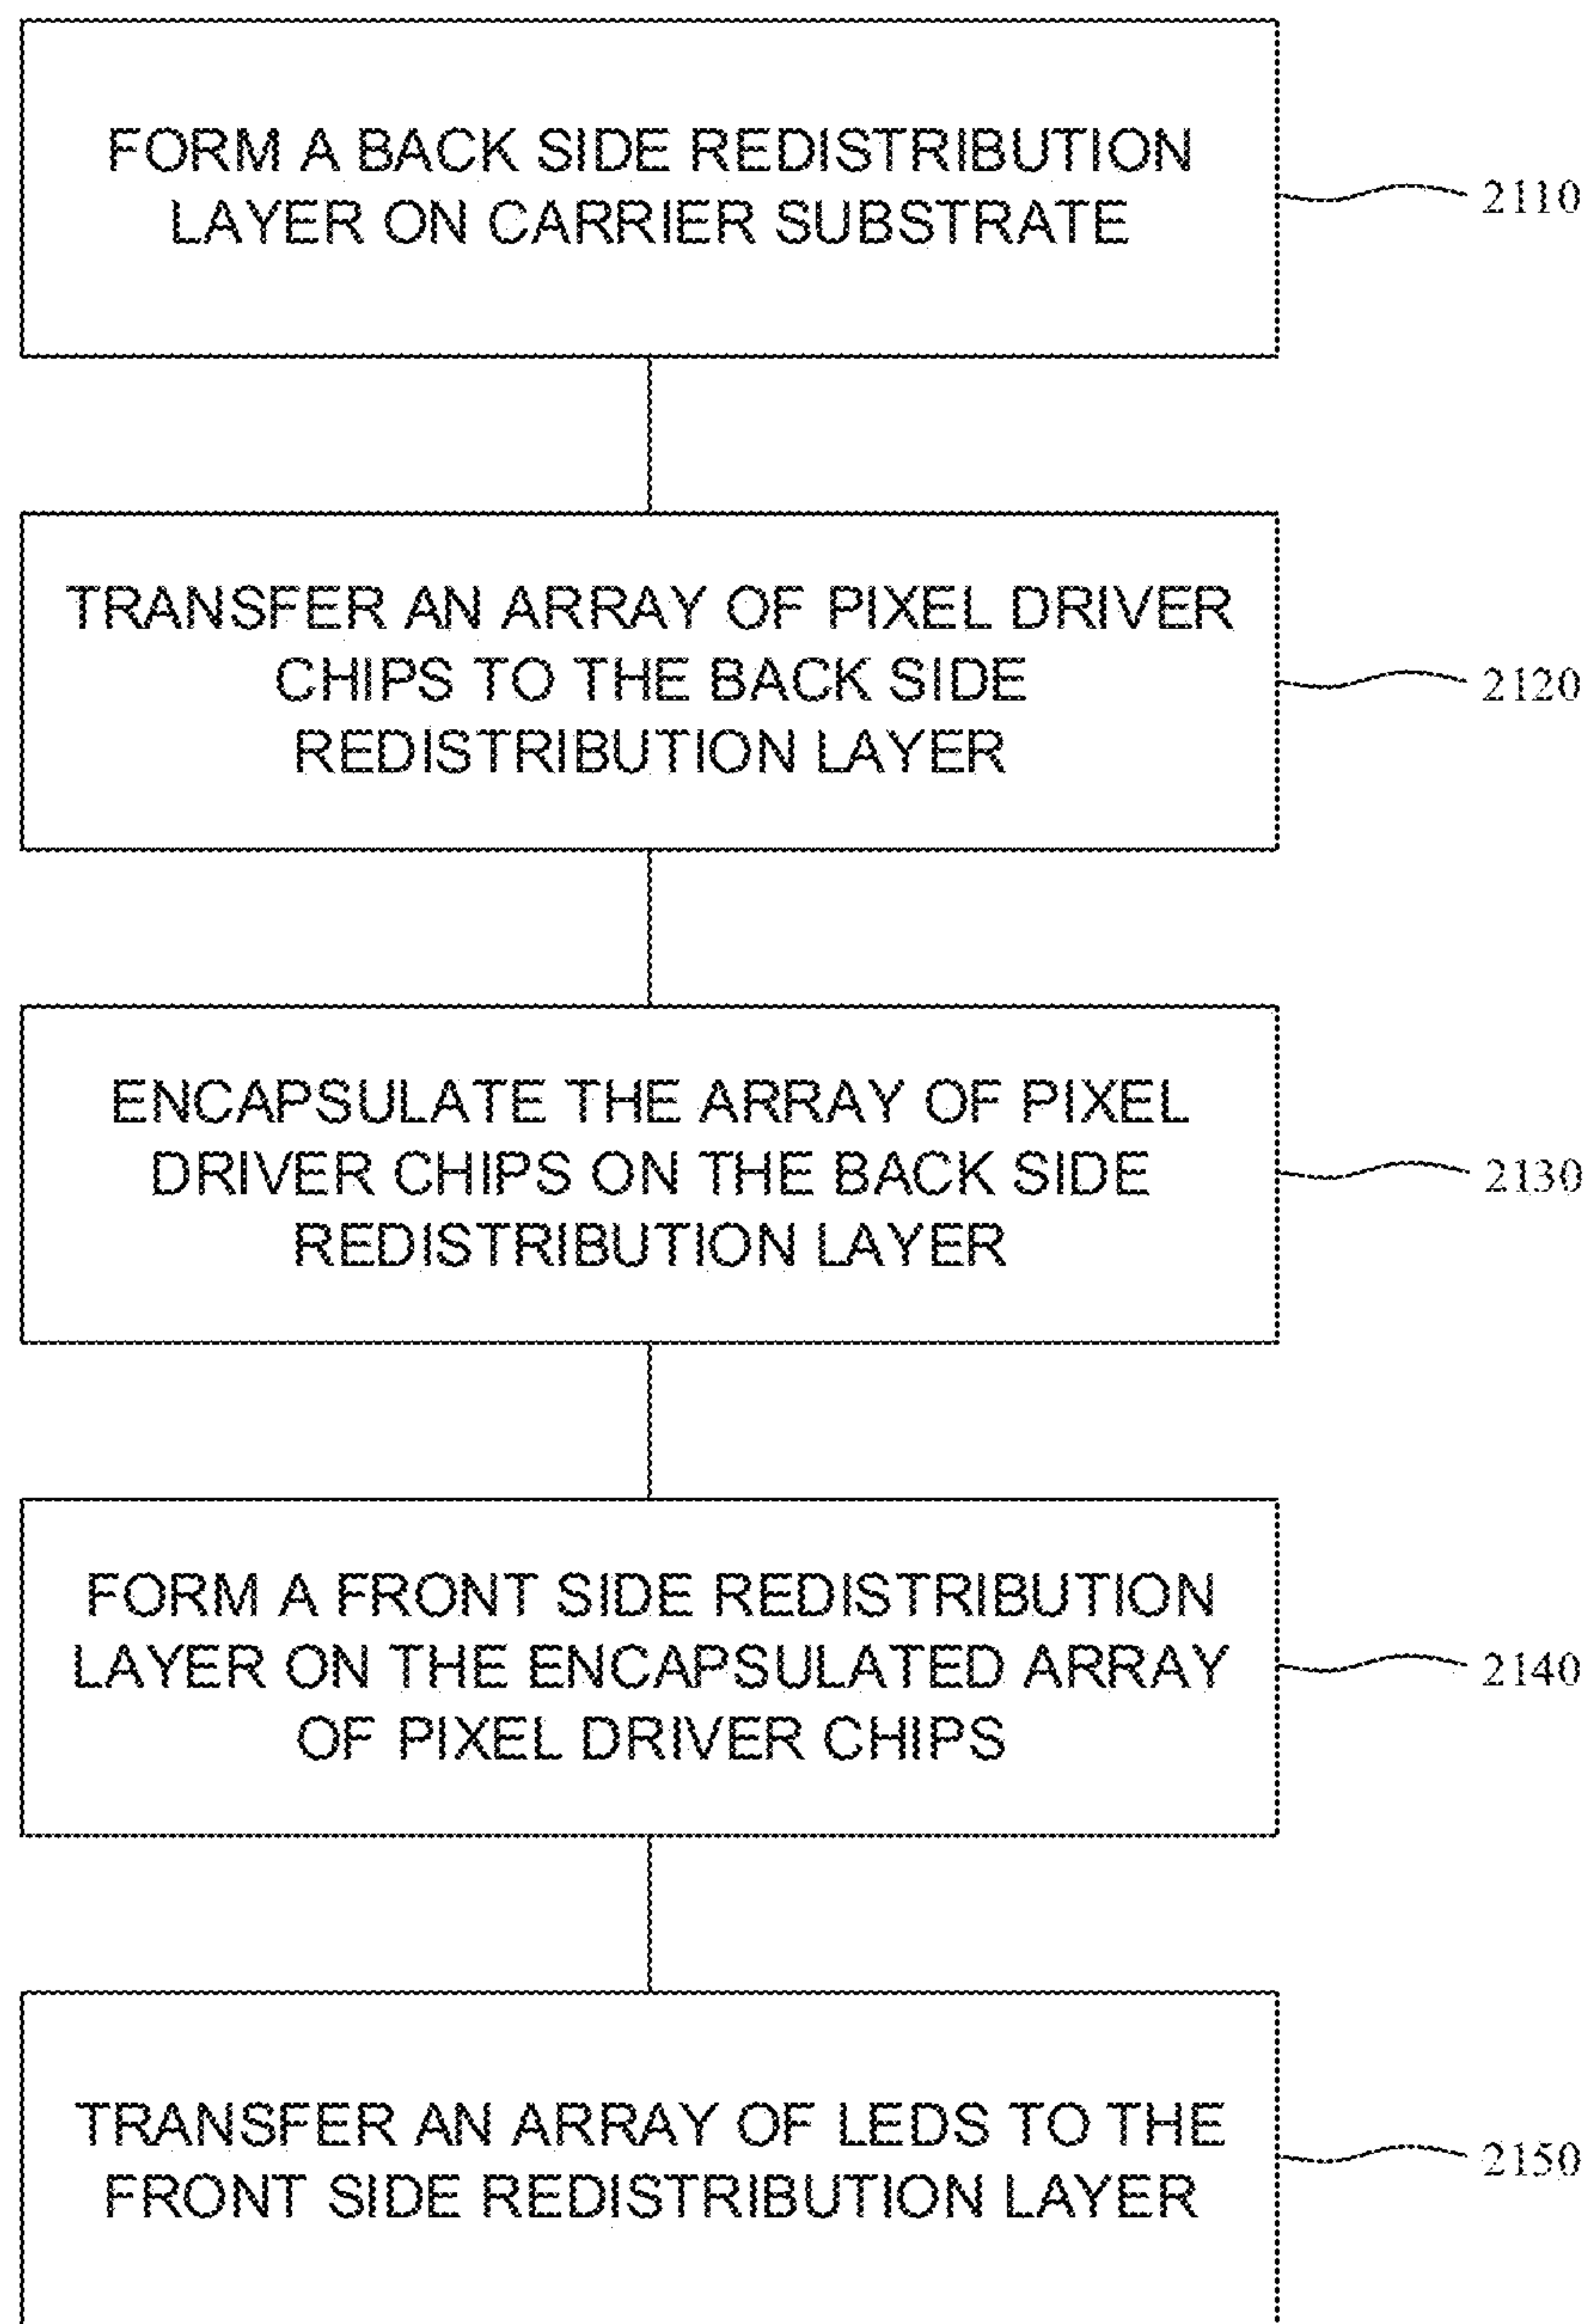 FORM A BACK SIDE REDISTRIBUTION
LAYER ON CARRIER SUBSTRATE
2110
TRANSFER AN ARRAY OF PIXEL DRIVER
CHIPS TO THE BACK SIDE
REDISTRIBUTION LAYER
2120
ENCAPSULATE THE ARRAY OF PIXEL
DRIVER CHIPS ON THE BACK SIDE
REDISTRIBUTION LAYER
2130
FORM A FRONT SIDE REDISTRIBUTION
LAYER ON THE ENCAPSULATED ARRAY
OF PIXEL DRIVER CHIPS
2140
TRANSFER AN ARRAY OF LEDS TO THE
FRONT SIDE REDISTRIBUTION LAYER
2150